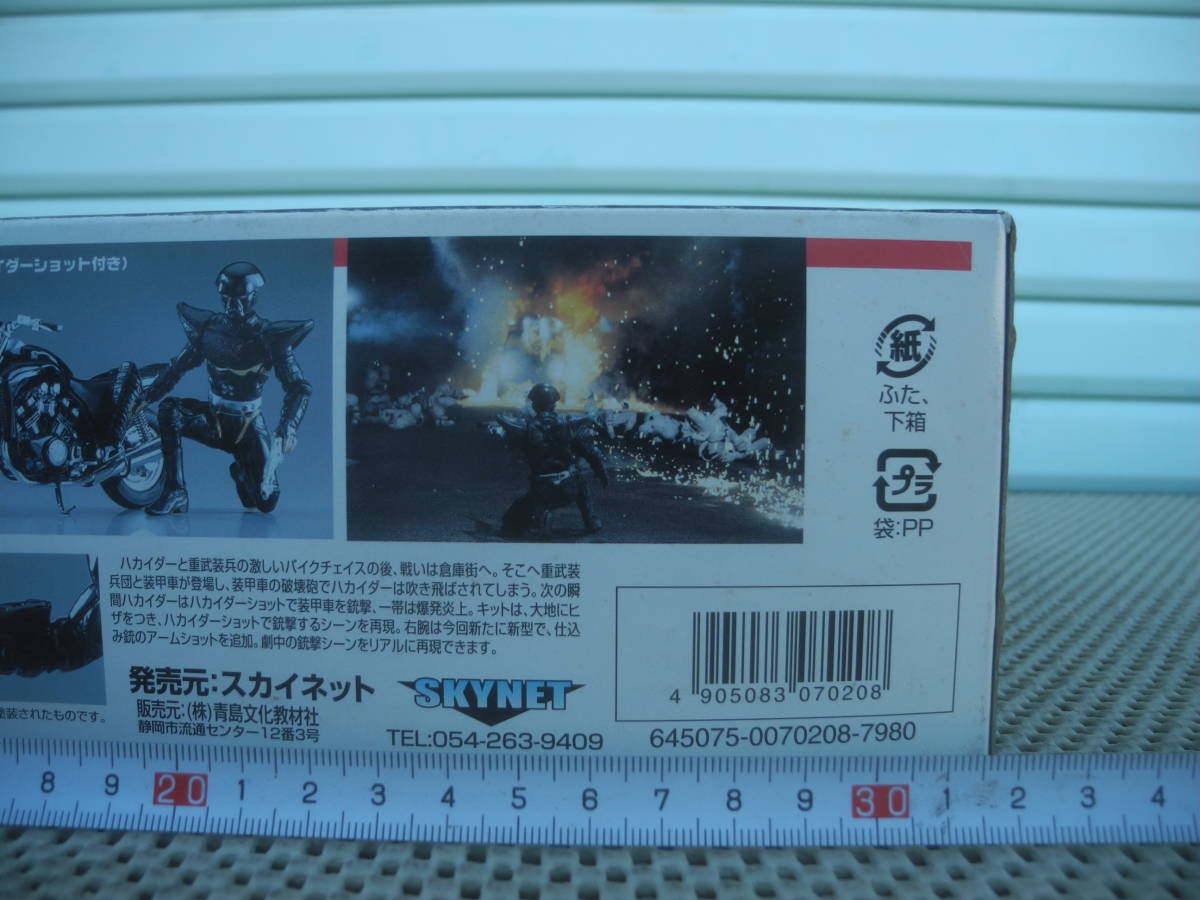 イダーショット付き)
紙
ふた、
下箱
プラ
袋:PP
ハカイダーと重武装兵の激しいバイクチェイスの後、戦いは倉庫街へ。そこへ重武装
兵団と装甲車が登場し、装甲車の破壊砲でハカイダーは吹き飛ばされてしまう。次の瞬
間ハカイダーはハカイダーショットで装甲車を銃撃、一帯は爆発炎上。キットは、大地にヒ
ザをつき、ハカイダーショットで銃撃するシーンを再現。右腕は今回新たに新型で、仕込
み銃のアームショットを追加。劇中の銃撃シーンをリアルに再現できます。
塗装されたものです。
発売元:スカイネット
SKYNET
販売元:(株)青島文化教材社
静岡市流通センター12番3号
TEL:054-263-9409
4 905083 070208
645075-0070208-7980
8 9 20 1 2 3 4 5 6 7 8 9 30 1 2 3 4